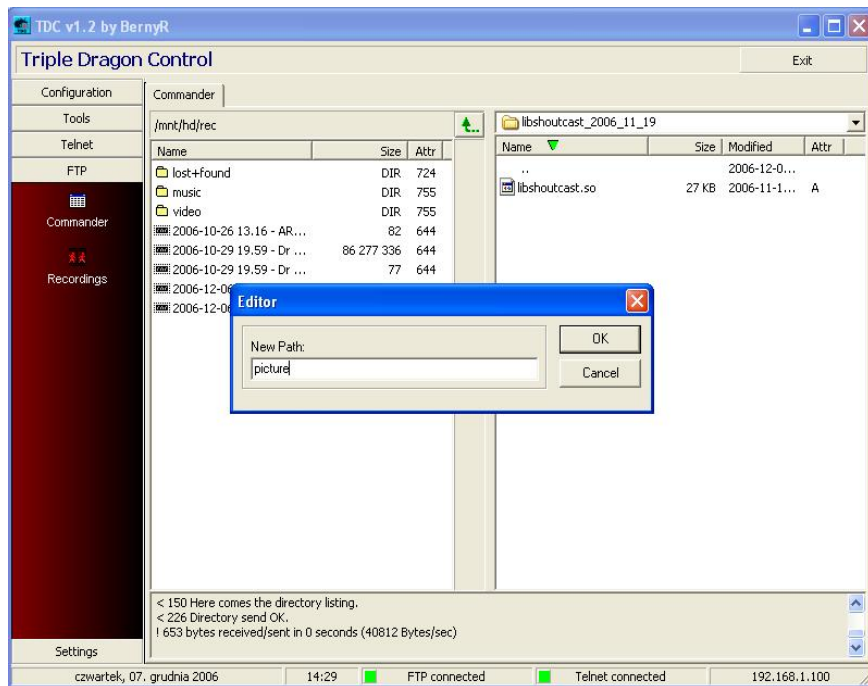 TDC v1.2 by BernyR
Triple Dragon Control
Exit
Configuration
Tools
Telnet
FTP
Commander
Recordings
Settings
Commander
/mnt/hd/rec
Name Size Attr
lost+found DIR 724
music DIR 755
video DIR 755
2006-10-26 13.16 - AR... 82 644
2006-10-29 19.59 - Dr ... 86 277 336 644
2006-10-29 19.59 - Dr ... 77 644
2006-12-06
2006-12-06
libshoutcast_2006_11_19
Name Size Modified Attr
.. 2006-12-0...
libshoutcast.so 27 KB 2006-11-1... A
Editor
New Path:
picture
OK
Cancel
< 150 Here comes the directory listing.
< 226 Directory send OK.
! 653 bytes received/sent in 0 seconds (40812 Bytes/sec)
czwartek, 07. grudnia 2006 14:29 FTP connected Telnet connected 192.168.1.100